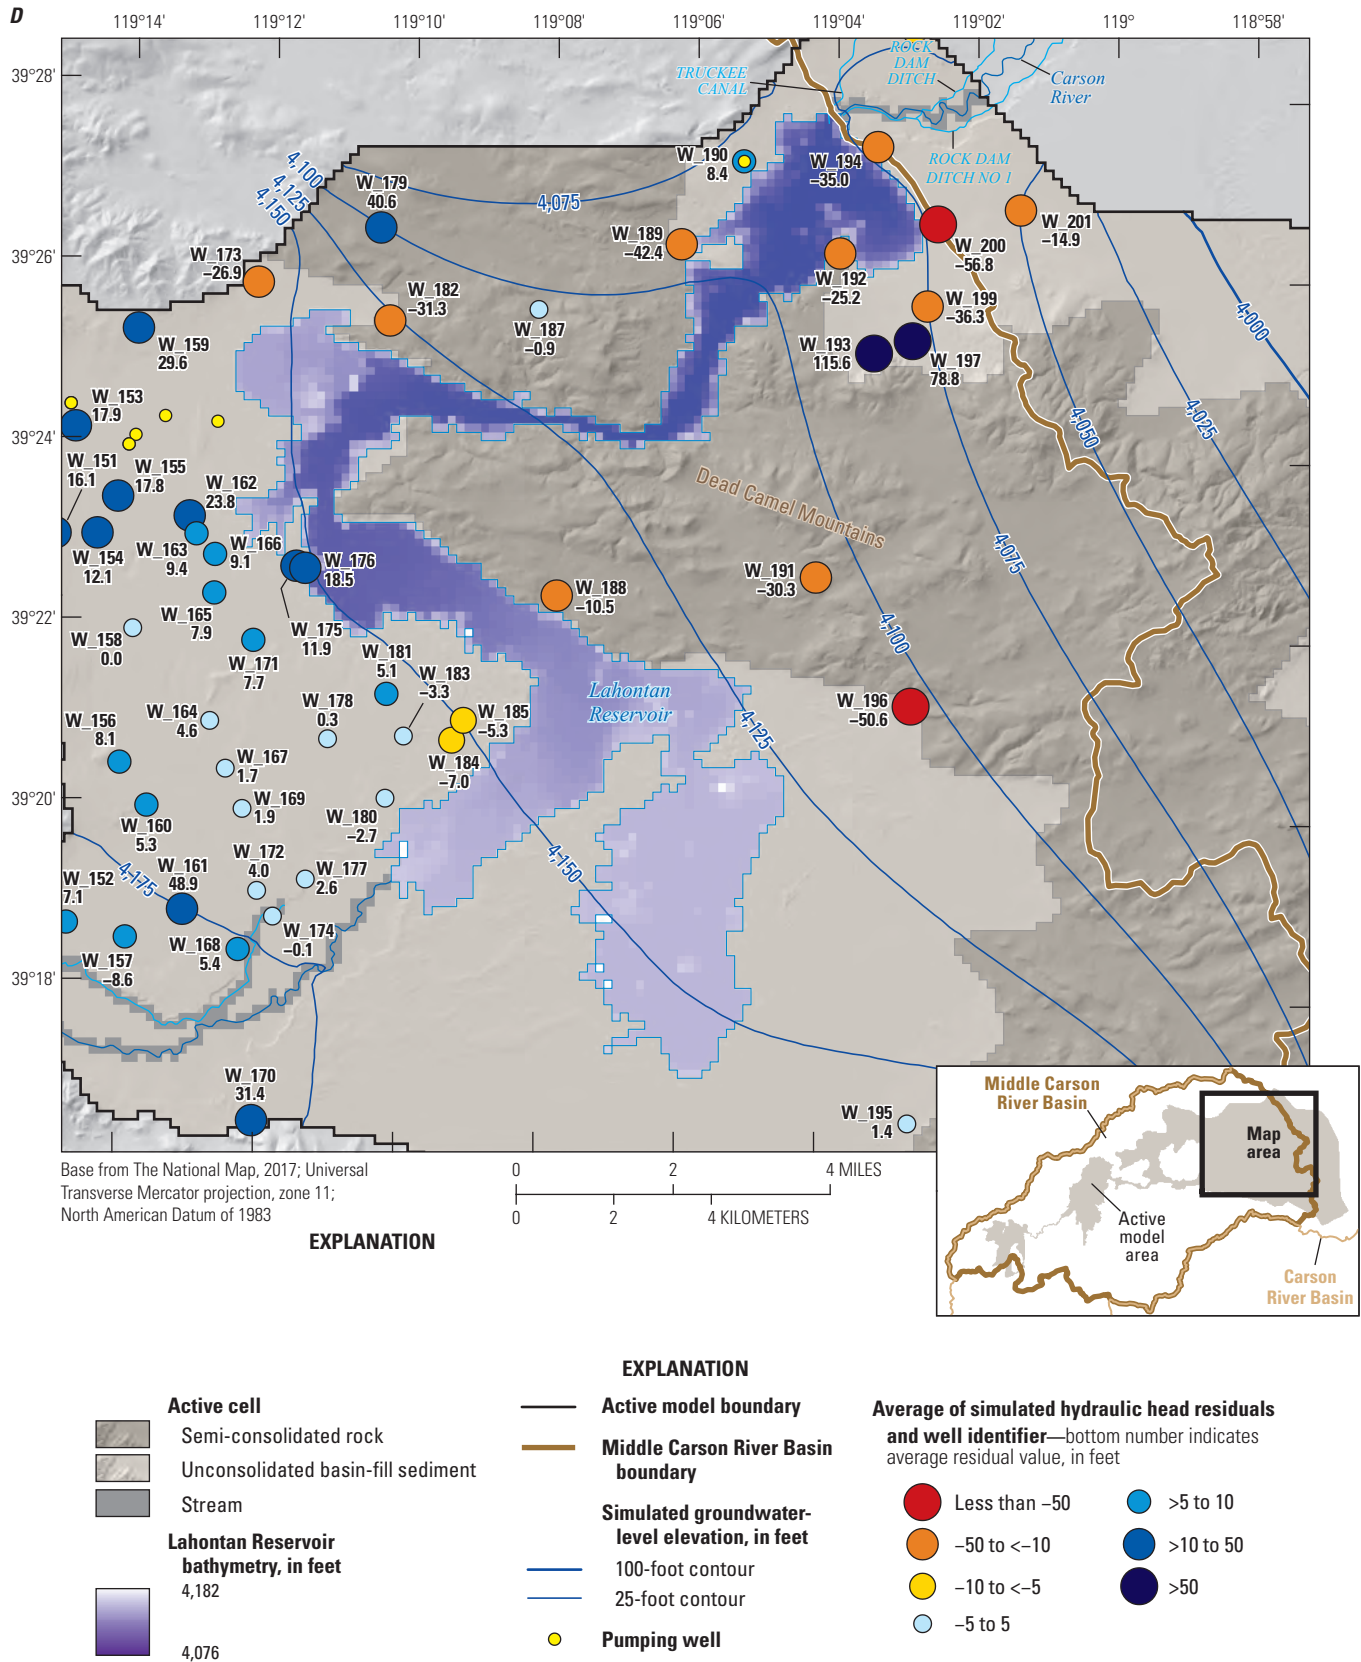 D
119°14'
119°12'
119°10'
119°08'
119°06'
119°04'
119°02'
119°
118°58'
39°28'
39°26'
39°24'
39°22'
39°20'
39°18'
TRUCKEE
CANAL
ROCK
DAM
DITCH
Carson
River
ROCK DAM
DITCH NO 1
4,100
4,125
4,150
4,075
W_190
8.4
W_194
–35.0
W_179
40.6
W_189
–42.4
W_200
–56.8
W_201
–14.9
W_173
–26.9
W_192
–25.2
W_182
–31.3
W_187
–0.9
W_199
–36.3
W_159
29.6
W_193
115.6
W_197
78.8
4,000
4,025
4,050
4,075
W_153
17.9
W_151
16.1
W_155
17.8
W_162
23.8
Dead Camel Mountains
W_154
12.1
W_163
9.4
W_166
9.1
W_176
18.5
W_191
–30.3
W_188
–10.5
W_165
7.9
W_158
0.0
W_175
11.9
W_171
7.7
W_181
5.1
W_183
–3.3
4,100
W_178
0.3
W_185
–5.3
Lahontan
Reservoir
W_196
–50.6
W_164
4.6
W_156
8.1
4,125
W_184
–7.0
W_167
1.7
W_169
1.9
W_180
–2.7
W_160
5.3
W_172
4.0
W_161
48.9
W_177
2.6
4,150
W_152
7.1
4,175
W_174
–0.1
W_168
5.4
W_157
–8.6
W_170
31.4
W_195
1.4
Base from The National Map, 2017; Universal
Transverse Mercator projection, zone 11;
North American Datum of 1983
0 2 4 MILES
0 2 4 KILOMETERS
EXPLANATION
Middle Carson
River Basin
Map
area
Active
model
area
Carson
River Basin
EXPLANATION
Active cell
Semi-consolidated rock
Unconsolidated basin-fill sediment
Stream
Lahontan Reservoir
bathymetry, in feet
4,182
4,076
Active model boundary
Middle Carson River Basin
boundary
Simulated groundwater-
level elevation, in feet
100-foot contour
25-foot contour
Pumping well
Average of simulated hydraulic head residuals
and well identifier—bottom number indicates
average residual value, in feet
Less than –50
–50 to <–10
–10 to <–5
–5 to 5
>5 to 10
>10 to 50
>50